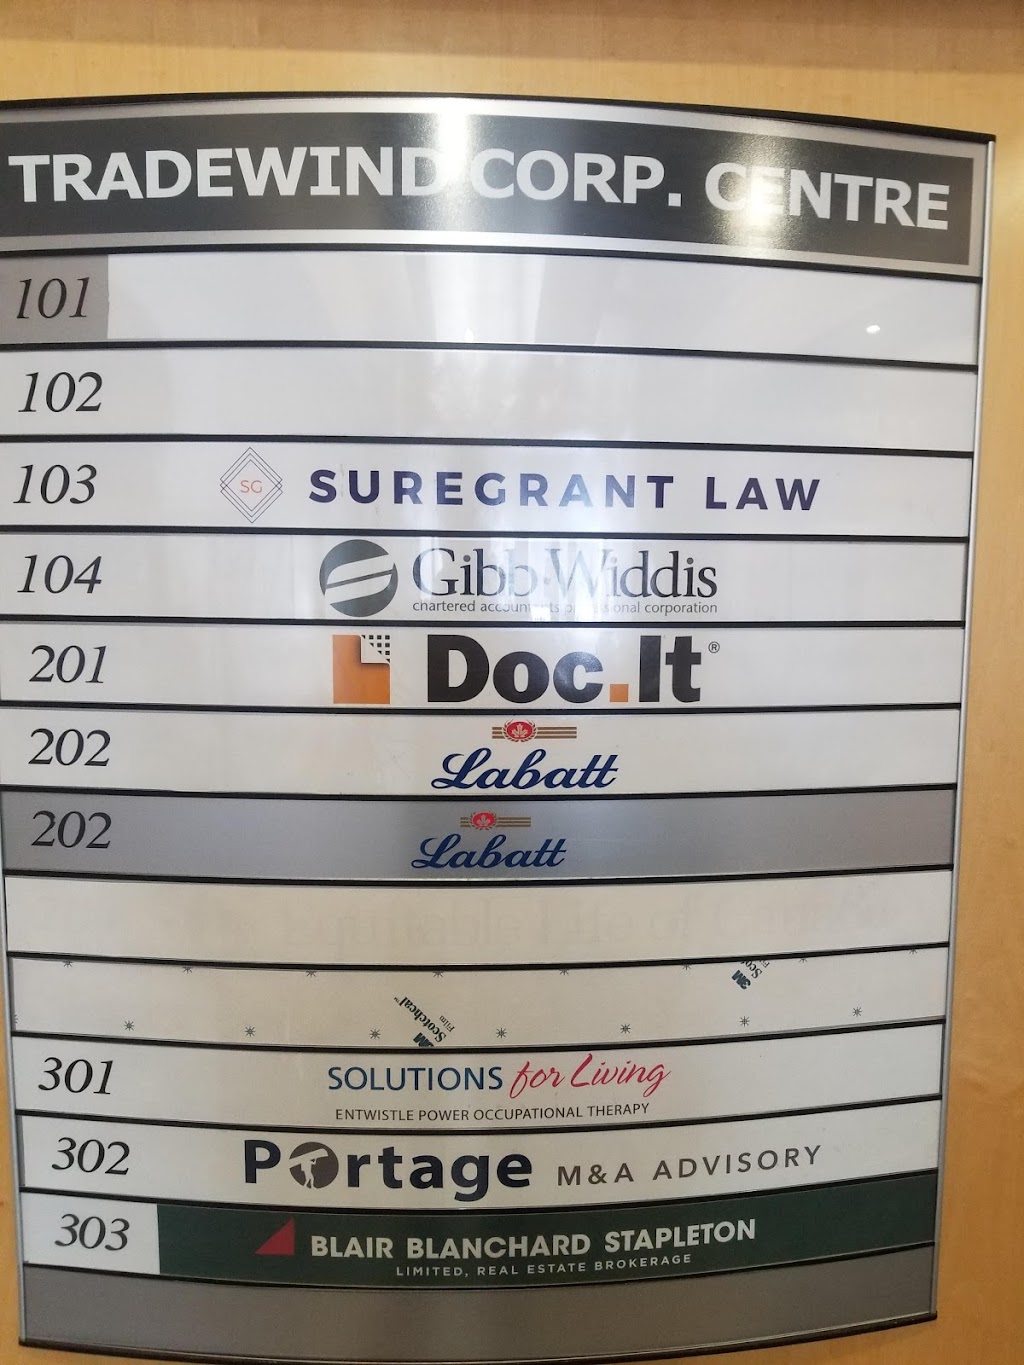 TRADEWIND CORP. CENTRE
101
102
103 SG SUREGRANT LAW
104 Gibb·Widdis
chartered accountants professional corporation
201 Doc.It®
202 Labatt
202 Labatt
3M Scotchcal™ Film
301 SOLUTIONS for Living
ENTWISTLE POWER OCCUPATIONAL THERAPY
302 Portage M&A ADVISORY
303 BLAIR BLANCHARD STAPLETON
LIMITED, REAL ESTATE BROKERAGE